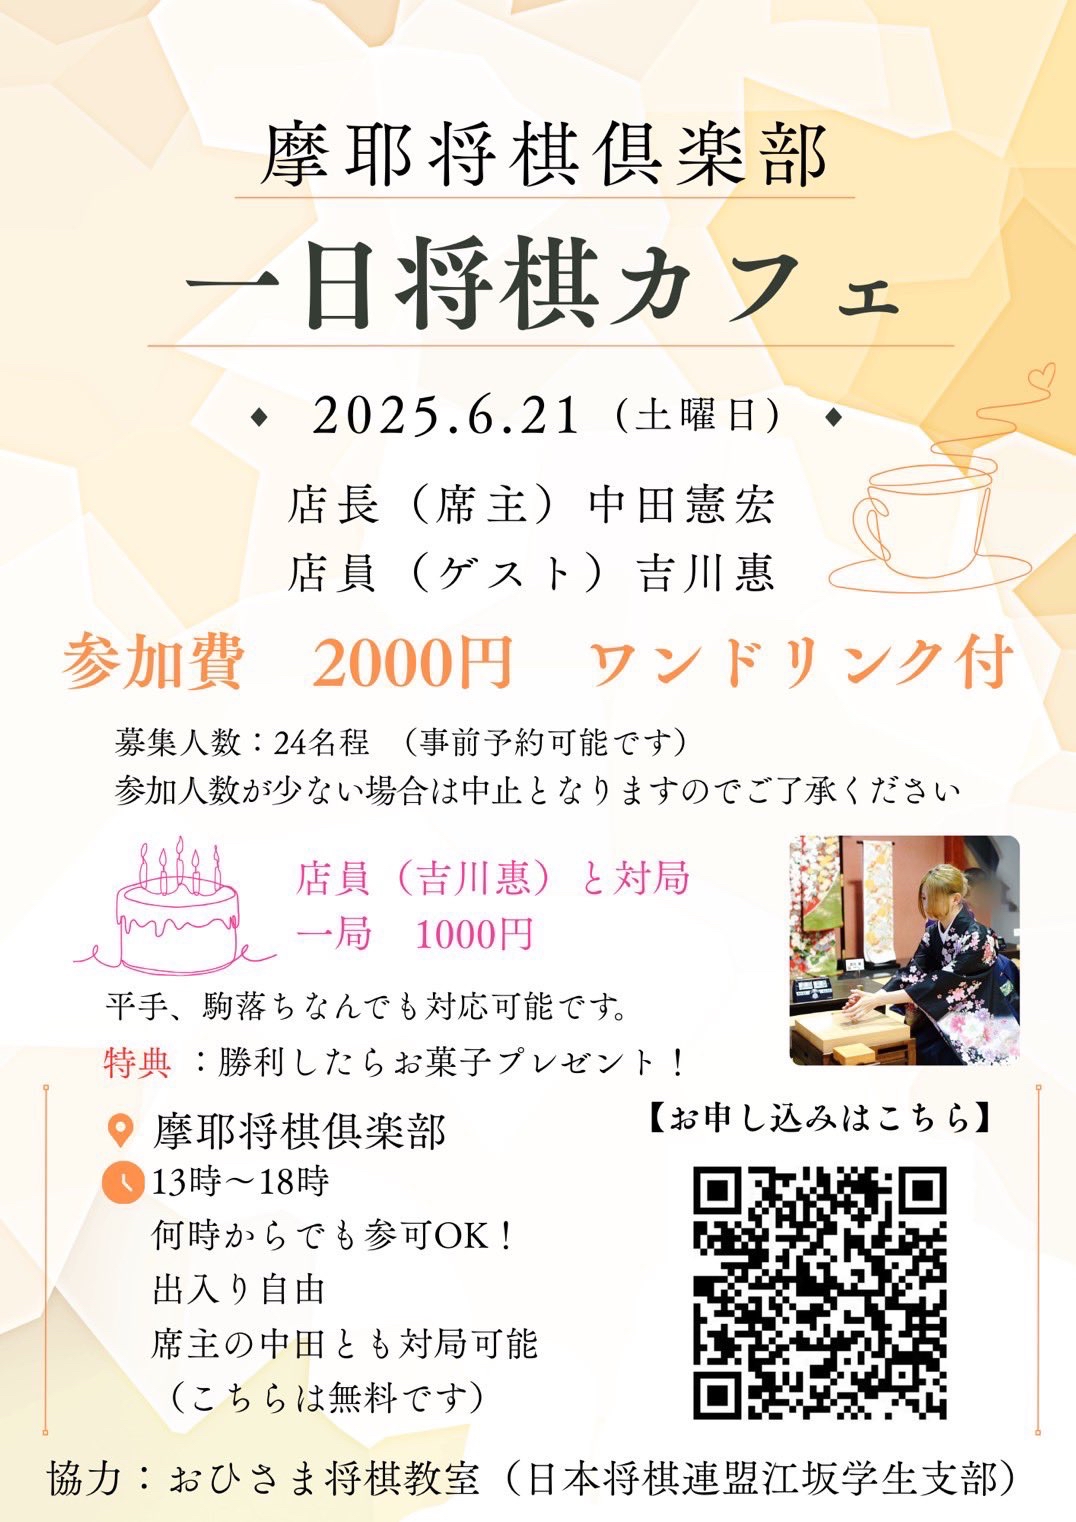 摩耶将棋倶楽部
一日将棋カフェ
2025.6.21（土曜日）
店長（席主）中田憲宏
店員（ゲスト）吉川惠
参加費　2000円　ワンドリンク付
募集人数：24名程　（事前予約可能です）
参加人数が少ない場合は中止となりますのでご了承ください
店員（吉川惠）と対局
一局　1000円
平手、駒落ちなんでも対応可能です。
特典 ：勝利したらお菓子プレゼント！
摩耶将棋倶楽部
13時～18時
何時からでも参可OK！
出入り自由
席主の中田とも対局可能
（こちらは無料です）
【お申し込みはこちら】
協力：おひさま将棋教室（日本将棋連盟江坂学生支部）